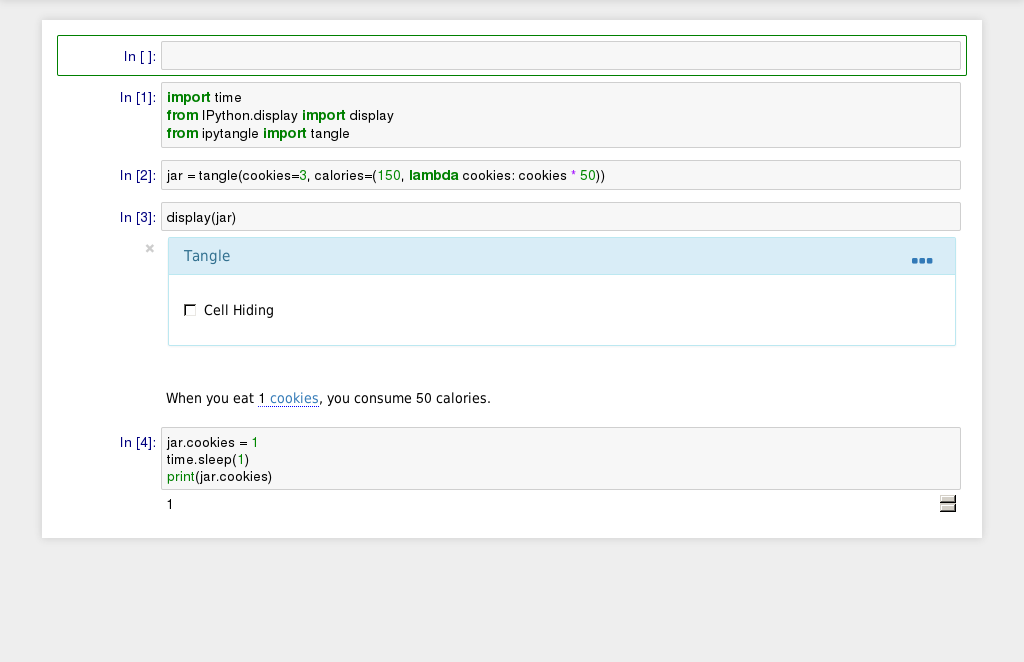 In [ ]:
In [1]: import time
from IPython.display import display
from ipytangle import tangle
In [2]: jar = tangle(cookies=3, calories=(150, lambda cookies: cookies * 50))
In [3]: display(jar)
Tangle
Cell Hiding
When you eat 1 cookies, you consume 50 calories.
In [4]: jar.cookies = 1
time.sleep(1)
print(jar.cookies)
1